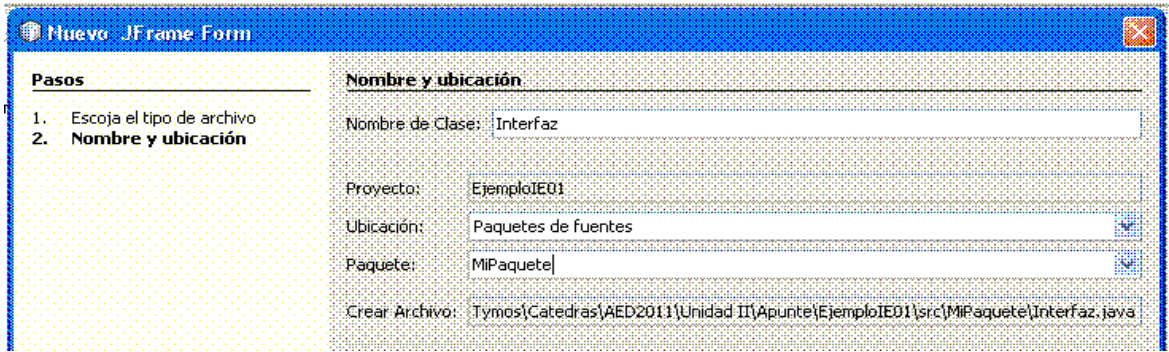 Nuevo JFrame Form
Pasos
1. Escoja el tipo de archivo
2. Nombre y ubicación
Nombre y ubicación
Nombre de Clase: Interfaz
Proyecto: EjemploIE01
Ubicación: Paquetes de fuentes
Paquete: MiPaquete
Crear Archivo: Tymos\Catedras\AED2011\Unidad II\Apunte\EjemploIE01\src\MiPaquete\Interfaz.java